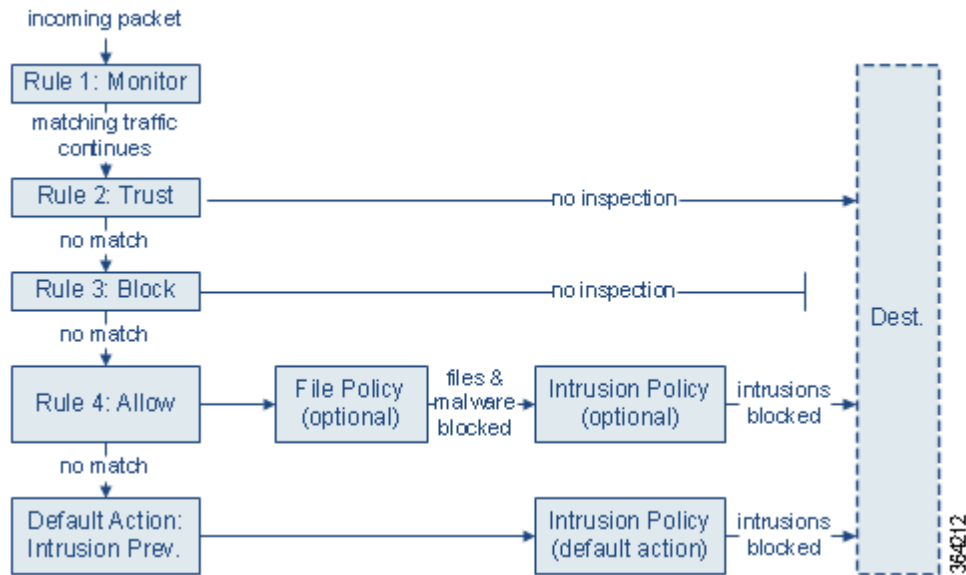 incoming packet
Rule 1: Monitor
matching traffic
continues
Rule 2: Trust
no inspection
no match
Rule 3: Block
no inspection
no match
Rule 4: Allow
File Policy
(optional)
files &
malware
blocked
Intrusion Policy
(optional)
intrusions
blocked
no match
Default Action:
Intrusion Prev.
Intrusion Policy
(default action)
intrusions
blocked
Dest.
364212